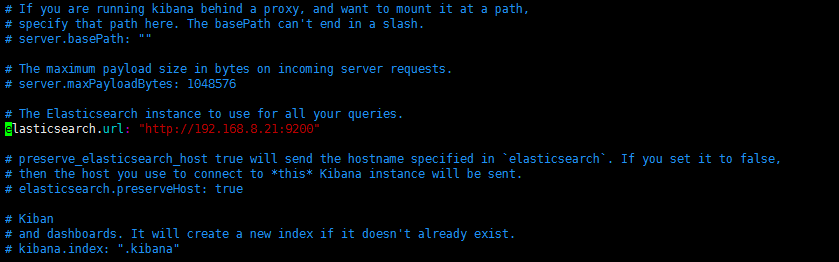 # If you are running kibana behind a proxy, and want to mount it at a path,
# specify that path here. The basePath can't end in a slash.
# server.basePath: ""
# The maximum payload size in bytes on incoming server requests.
# server.maxPayloadBytes: 1048576
# The Elasticsearch instance to use for all your queries.
elasticsearch.url: "http://192.168.8.21:9200"
# preserve_elasticsearch_host true will send the hostname specified in `elasticsearch`. If you set it to false,
# then the host you use to connect to *this* Kibana instance will be sent.
# elasticsearch.preserveHost: true
# Kiban
# and dashboards. It will create a new index if it doesn't already exist.
# kibana.index: ".kibana"